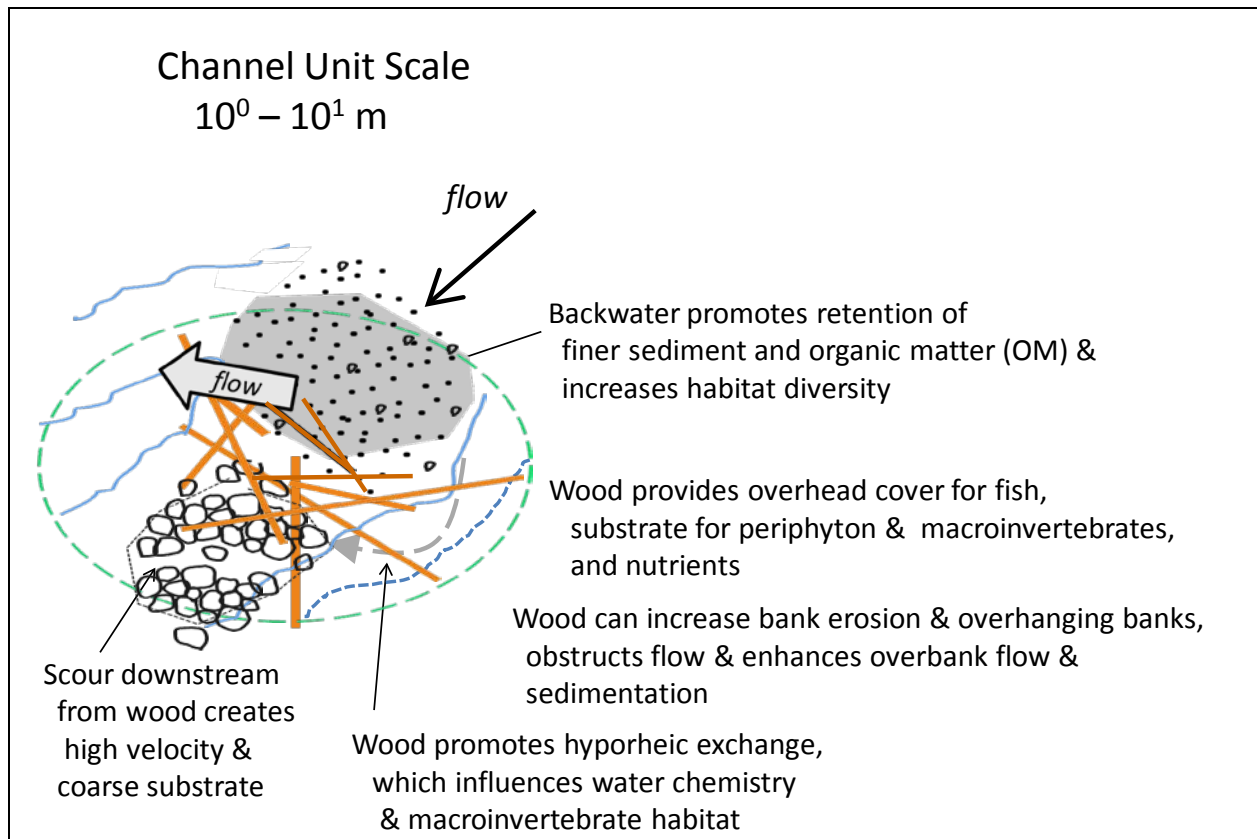 Channel Unit Scale
10⁰ – 10¹ m
flow
flow
Backwater promotes retention of
finer sediment and organic matter (OM) &
increases habitat diversity
Wood provides overhead cover for fish,
substrate for periphyton & macroinvertebrates,
and nutrients
Wood can increase bank erosion & overhanging banks,
obstructs flow & enhances overbank flow &
sedimentation
Scour downstream
from wood creates
high velocity &
coarse substrate
Wood promotes hyporheic exchange,
which influences water chemistry
& macroinvertebrate habitat